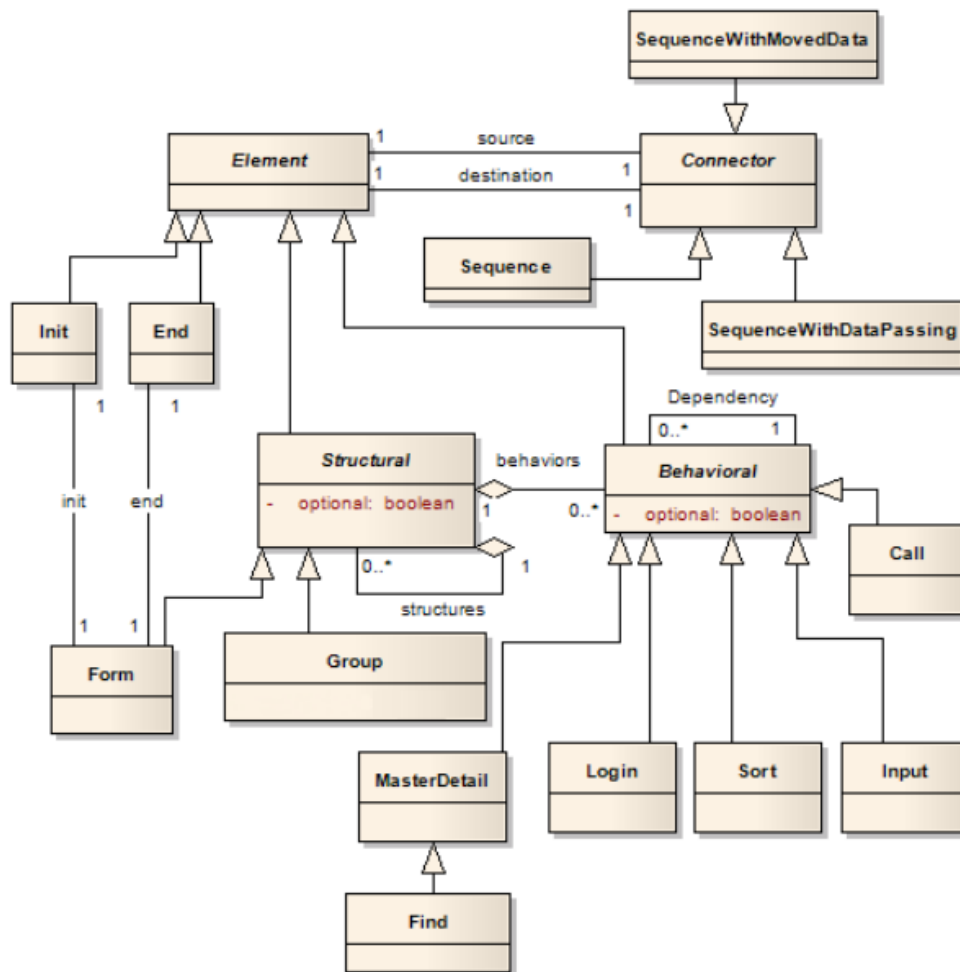 SequenceWithMovedData
Element
1
source
1
Connector
1
destination
1
Sequence
SequenceWithDataPassing
Init
1
End
1
init
end
1
1
Form
Structural
- optional: boolean
behaviors
1
0..*
Dependency
0..*
1
Behavioral
- optional: boolean
0..*
1
structures
Call
Group
MasterDetail
Login
Sort
Input
Find